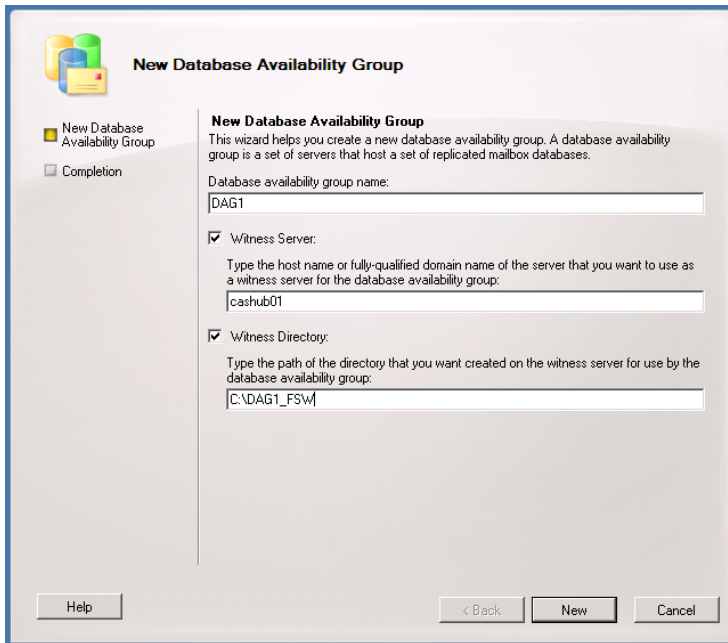 New Database Availability Group
New Database
Availability Group
Completion
New Database Availability Group
This wizard helps you create a new database availability group. A database availability
group is a set of servers that host a set of replicated mailbox databases.
Database availability group name:
DAG1
Witness Server:
Type the host name or fully-qualified domain name of the server that you want to use as
a witness server for the database availability group:
cashub01
Witness Directory:
Type the path of the directory that you want created on the witness server for use by the
database availability group:
C:\DAG1_FSW
Help
< Back
New
Cancel